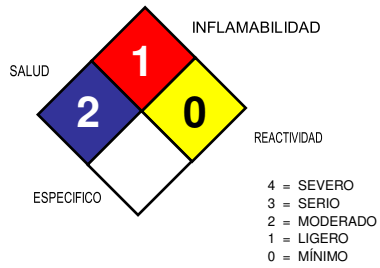 INFLAMABILIDAD
1
SALUD
2
0
REACTIVIDAD
ESPECIFICO
4 = SEVERO
3 = SERIO
2 = MODERADO
1 = LIGERO
0 = MÍNIMO